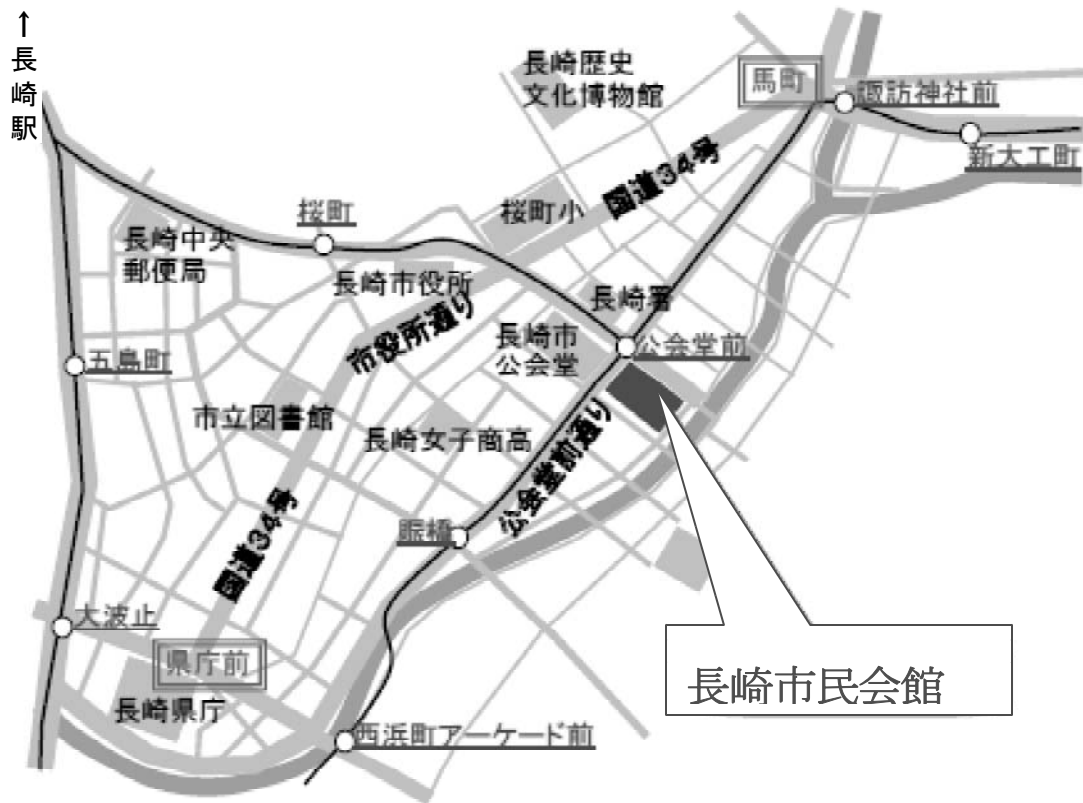 ↑長崎駅
長崎歴史
文化博物館
馬町
諏訪神社前
新大工町
国道34号
桜町小
桜町
長崎中央
郵便局
長崎市役所
長崎署
市役所通り
長崎市
公会堂
公会堂前
五島町
市立図書館
長崎女子商高
公会堂前通り
国道34号
賑橋
大波止
県庁前
長崎市民会館
長崎県庁
西浜町アーケード前